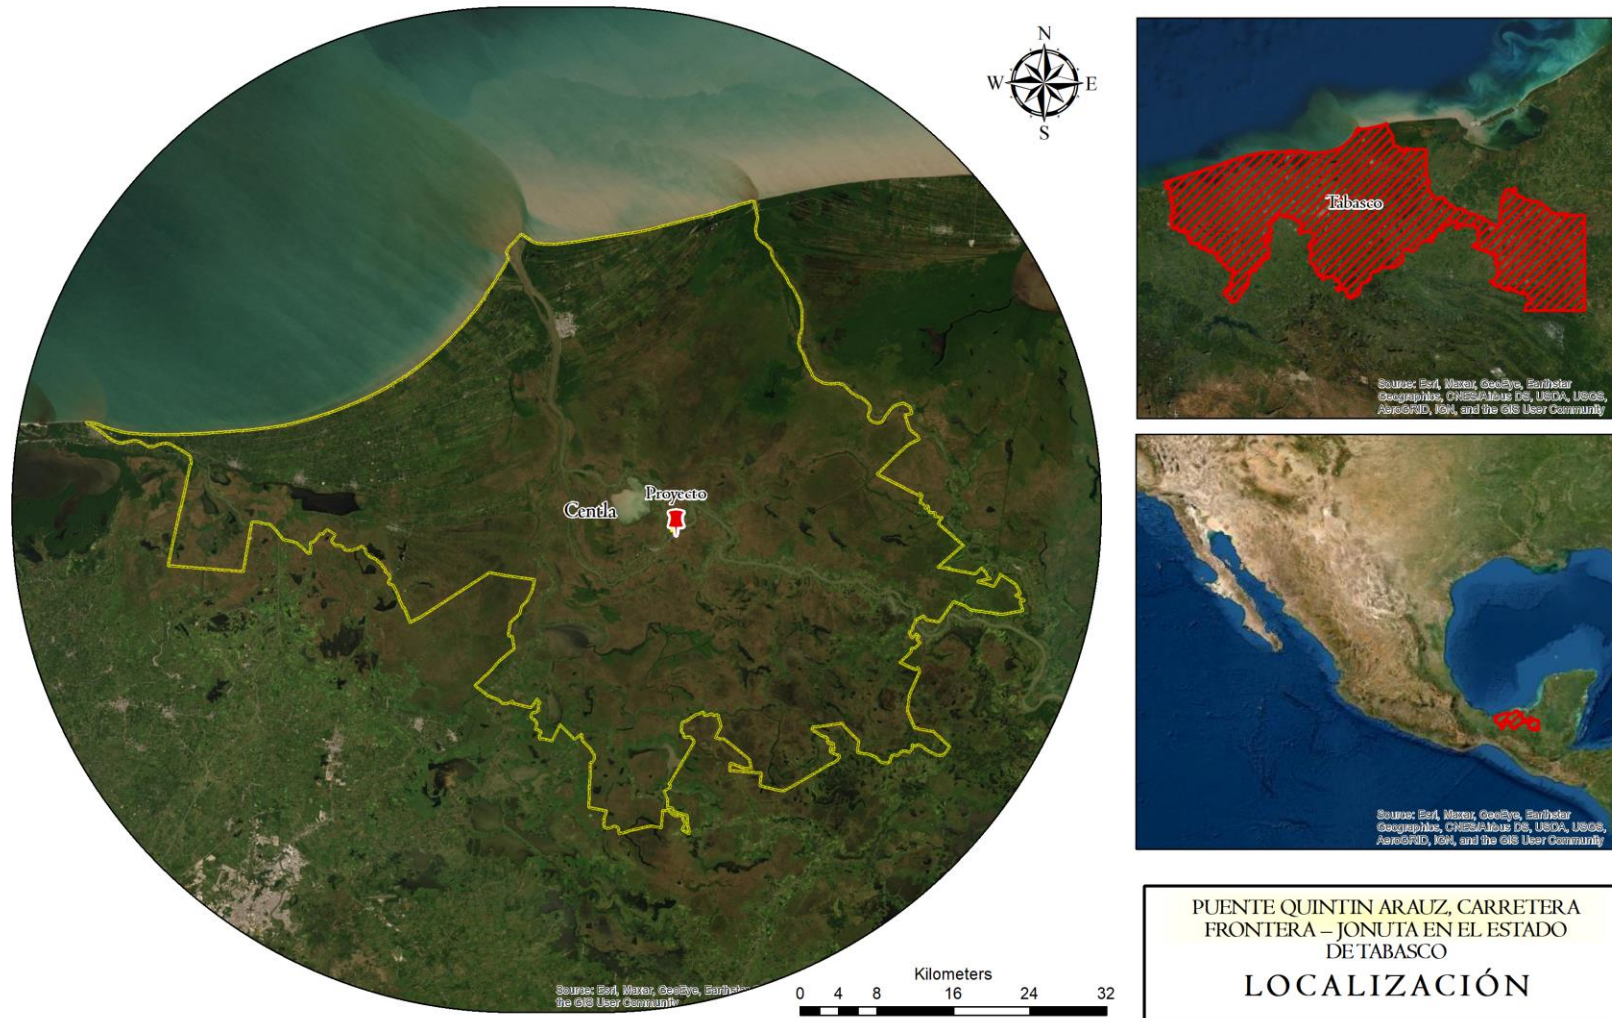 N
W E
S
Proyecto
Centla
Source: Esri, Maxar, GeoEye, Earthstar
the GIS User Community
Kilometers
0 4 8 16 24 32
Tabasco
Source: Esri, Maxar, GeoEye, Earthstar
Geographics, CNES/Airbus DS, USDA, USGS,
AeroGRID, IGN, and the GIS User Community
Source: Esri, Maxar, GeoEye, Earthstar
Geographics, CNES/Airbus DS, USDA, USGS,
AeroGRID, IGN, and the GIS User Community
PUENTE QUINTIN ARAUZ, CARRETERA
FRONTERA – JONUTA EN EL ESTADO
DE TABASCO
LOCALIZACIÓN